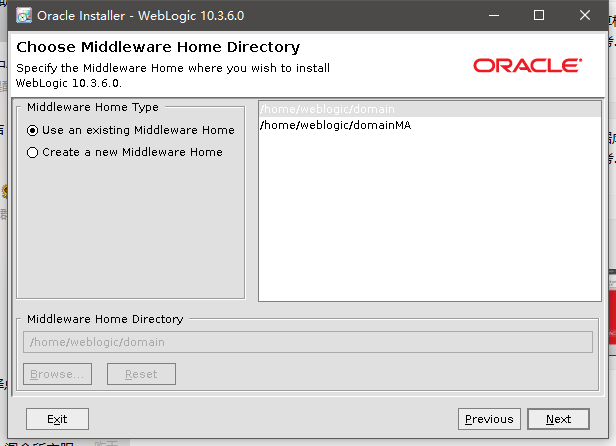 Oracle Installer - WebLogic 10.3.6.0
Choose Middleware Home Directory
Specify the Middleware Home where you wish to install
WebLogic 10.3.6.0.
ORACLE®
Middleware Home Type
Use an existing Middleware Home
Create a new Middleware Home
/home/weblogic/domain
/home/weblogic/domainMA
Middleware Home Directory
/home/weblogic/domain
Browse...
Reset
Exit
Previous
Next